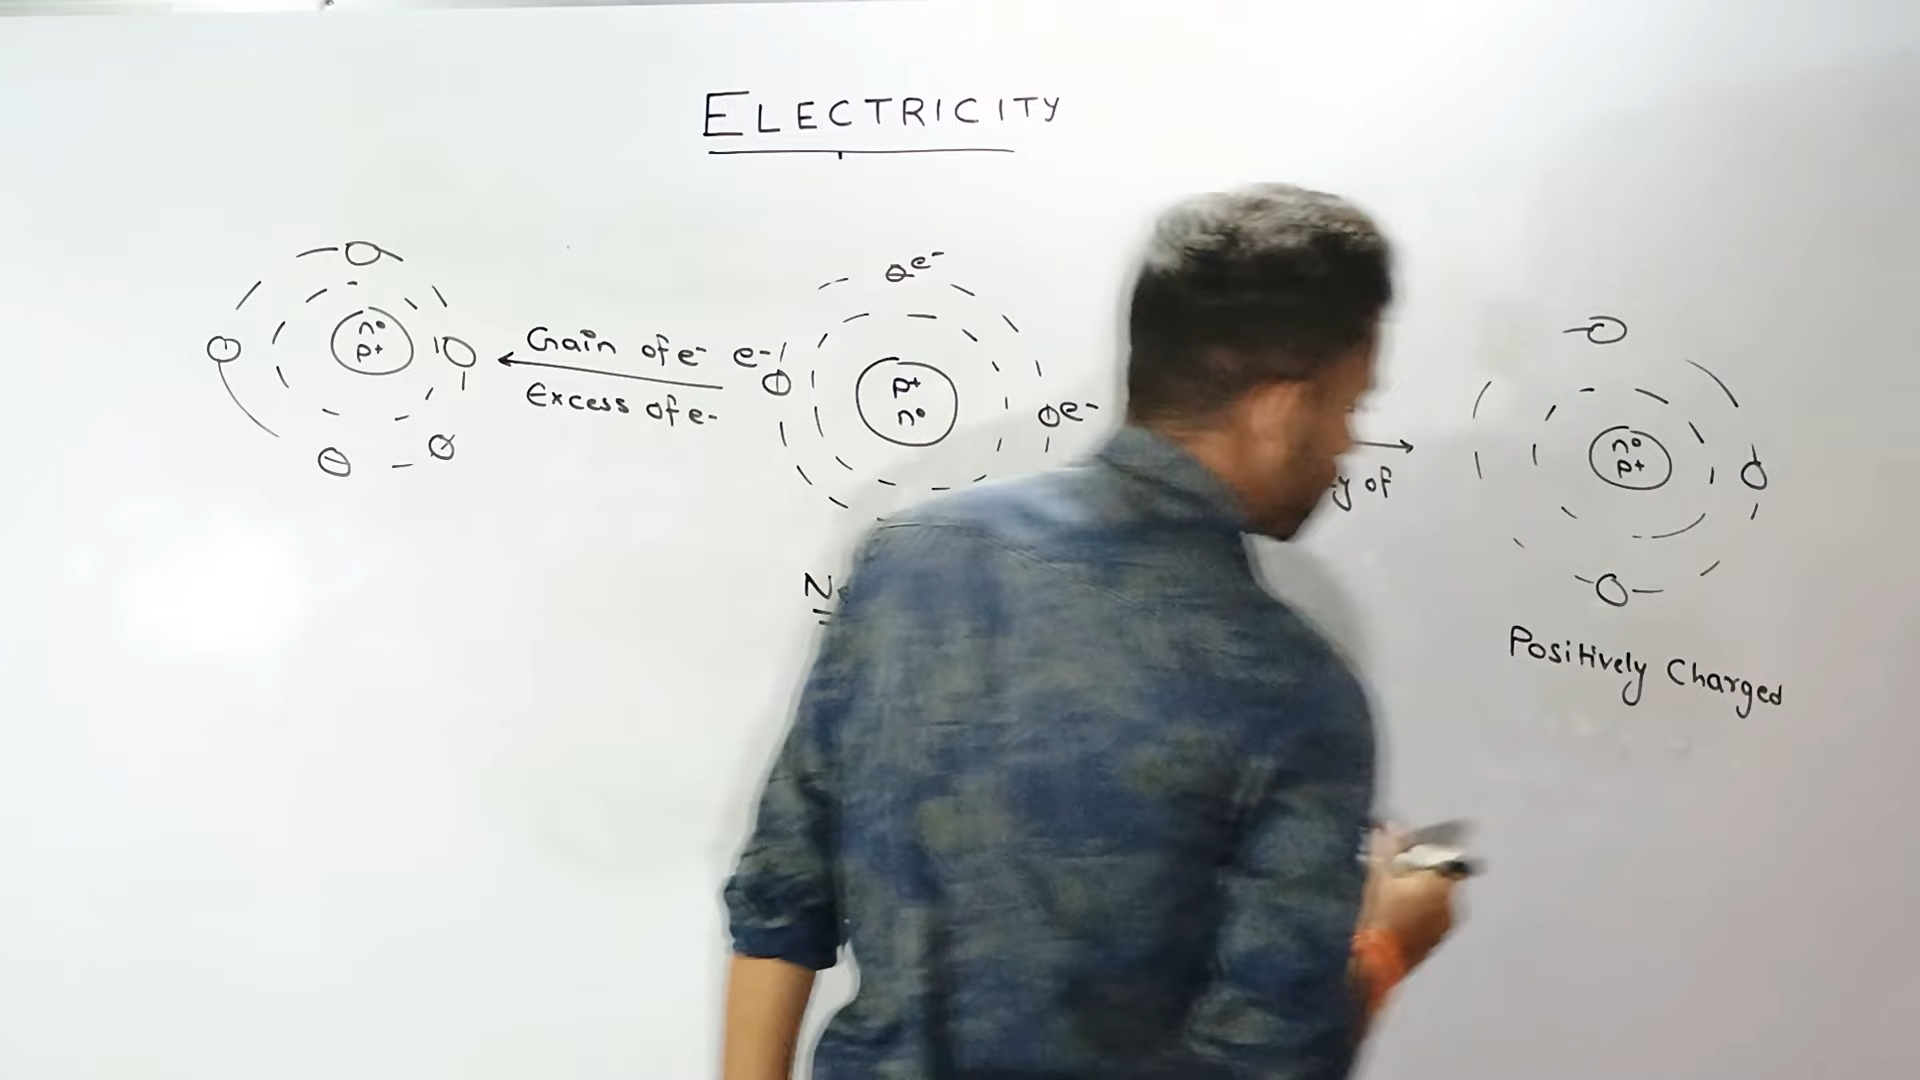 ELECTRICITY
e-
n°
p+
Gain of e-
Excess of e-
e-
p+
n°
e-
y of
n°
p+
Positively Charged